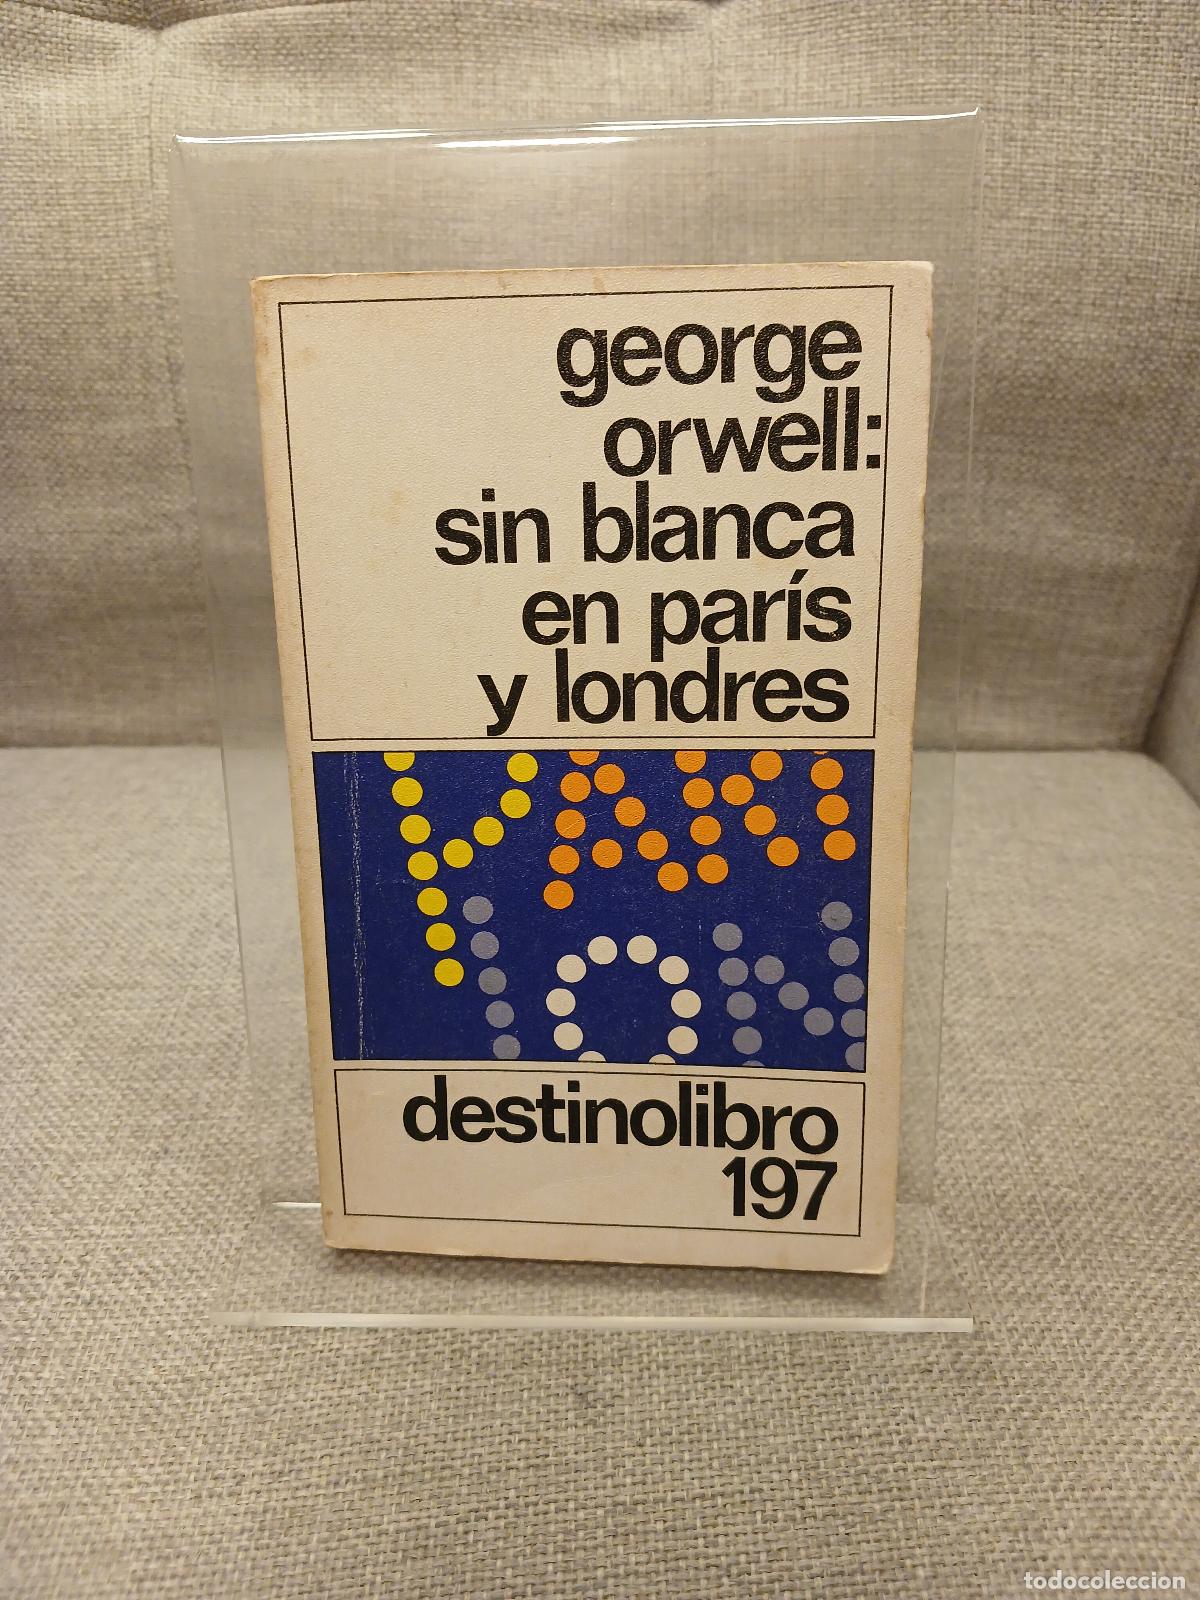 george
orwell:
sin blanca
en parís
y londres
destinolibro
197
todocoleccion